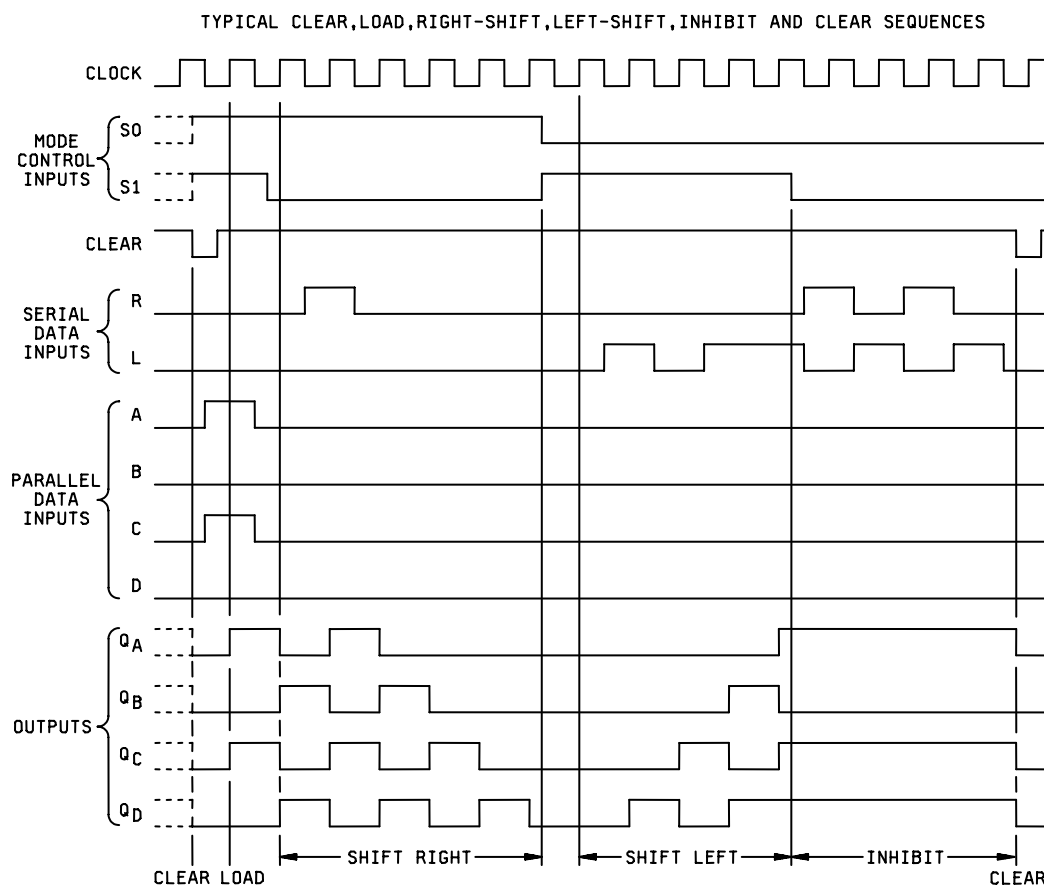 TYPICAL CLEAR,LOAD,RIGHT-SHIFT,LEFT-SHIFT,INHIBIT AND CLEAR SEQUENCES
CLOCK
MODE
CONTROL
INPUTS
S0
S1
CLEAR
SERIAL
DATA
INPUTS
R
L
PARALLEL
DATA
INPUTS
A
B
C
D
OUTPUTS
QA
QB
QC
QD
SHIFT RIGHT
SHIFT LEFT
INHIBIT
CLEAR
LOAD
CLEAR